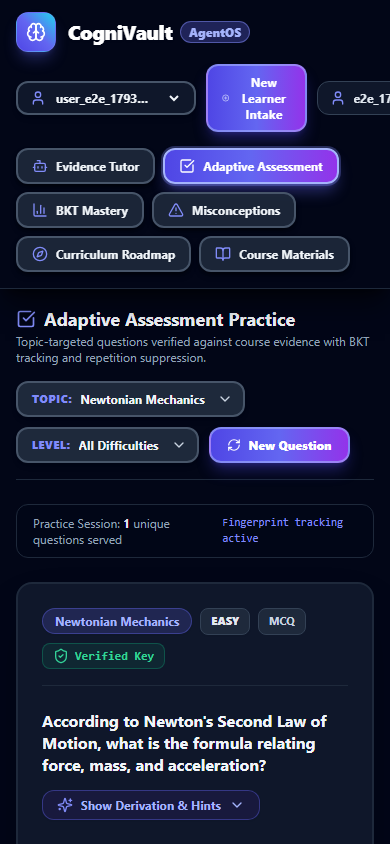 CogniVault AgentOS
user_e2e_1793...
New
Learner
Intake
e2e_17
Evidence Tutor
Adaptive Assessment
BKT Mastery
Misconceptions
Curriculum Roadmap
Course Materials
Adaptive Assessment Practice
Topic-targeted questions verified against course evidence with BKT
tracking and repetition suppression.
TOPIC: Newtonian Mechanics
LEVEL: All Difficulties
New Question
Practice Session: 1 unique
questions served
Fingerprint tracking
active
Newtonian Mechanics
EASY
MCQ
Verified Key
According to Newton's Second Law of
Motion, what is the formula relating
force, mass, and acceleration?
Show Derivation & Hints